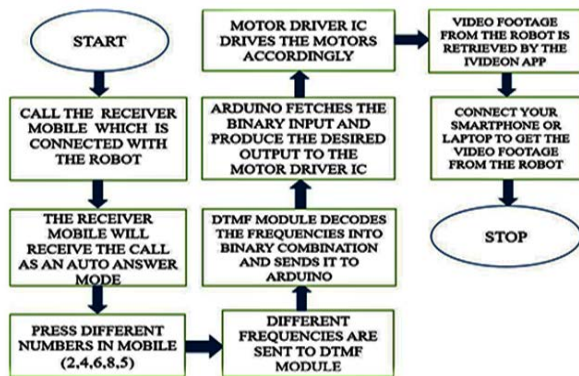 START
CALL THE RECEIVER
MOBILE WHICH IS
CONNECTED WITH
THE ROBOT
THE RECEIVER
MOBILE WILL
RECEIVE THE CALL
AS AN AUTO ANSWER
MODE
PRESS DIFFERENT
NUMBERS IN MOBILE
(2,4,6,8,5)
DIFFERENT
FREQUENCIES ARE
SENT TO DTMF
MODULE
DTMF MODULE DECODES
THE FREQUENCIES INTO
BINARY COMBINATION
AND SENDS IT TO
ARDUINO
ARDUINO FETCHES THE
BINARY INPUT AND
PRODUCE THE DESIRED
OUTPUT TO THE
MOTOR DRIVER IC
MOTOR DRIVER IC
DRIVES THE MOTORS
ACCORDINGLY
VIDEO FOOTAGE
FROM THE ROBOT IS
RETRIEVED BY THE
IVIDEON APP
CONNECT YOUR
SMARTPHONE OR
LAPTOP TO GET THE
VIDEO FOOTAGE
FROM THE ROBOT
STOP